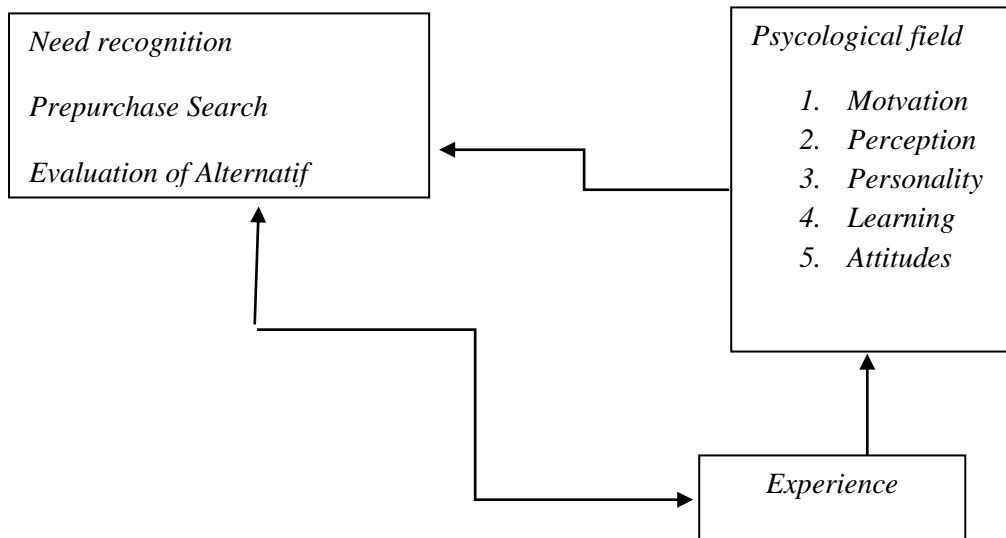 Need recognition
Prepurchase Search
Evaluation of Alternatif
Psycological field
1. Motvation
2. Perception
3. Personality
4. Learning
5. Attitudes
Experience